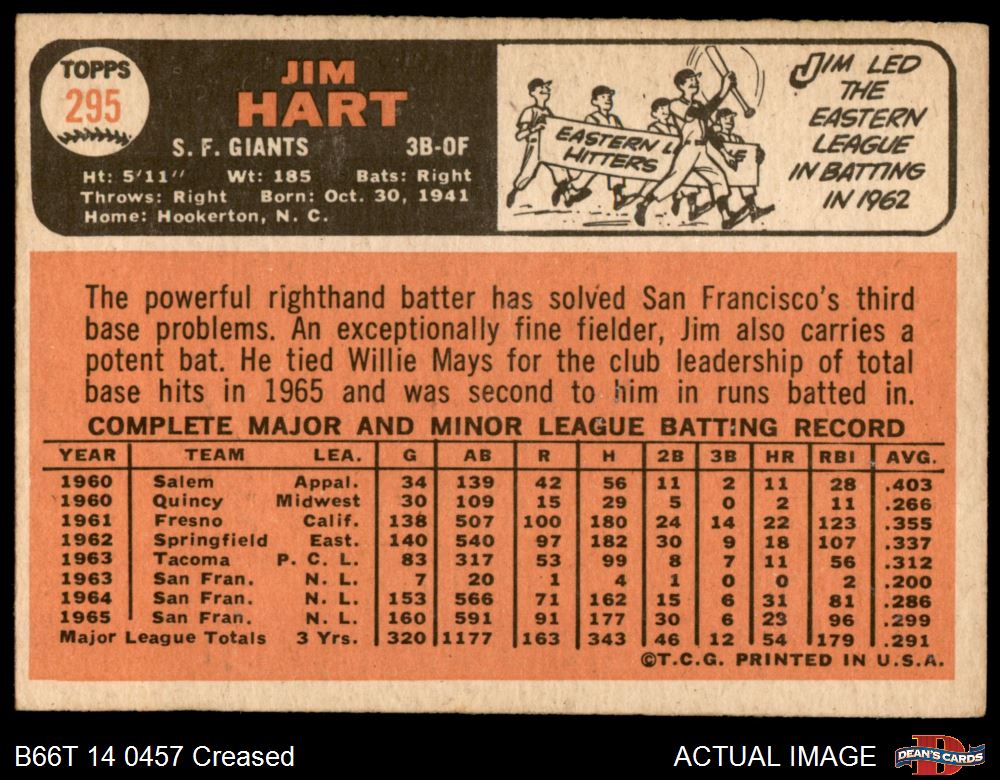 TOPPS
295
JIM
HART
S. F. GIANTS 3B-OF
Ht: 5'11" Wt: 185 Bats: Right
Throws: Right Born: Oct. 30, 1941
Home: Hookerton, N. C.
EASTERN L
HITTERS
E
JIM LED
THE
EASTERN
LEAGUE
IN BATTING
IN 1962
The powerful righthand batter has solved San Francisco's third
base problems. An exceptionally fine fielder, Jim also carries a
potent bat. He tied Willie Mays for the club leadership of total
base hits in 1965 and was second to him in runs batted in.
COMPLETE MAJOR AND MINOR LEAGUE BATTING RECORD
YEAR TEAM LEA. G AB R H 2B 3B HR RBI AVG.
1960 Salem Appal. 34 139 42 56 11 2 11 28 .403
1960 Quincy Midwest 30 109 15 29 5 0 2 11 .266
1961 Fresno Calif. 138 507 100 180 24 14 22 123 .355
1962 Springfield East. 140 540 97 182 30 9 18 107 .337
1963 Tacoma P. C. L. 83 317 53 99 8 7 11 56 .312
1963 San Fran. N. L. 7 20 1 4 1 0 0 2 .200
1964 San Fran. N. L. 153 566 71 162 15 6 31 81 .286
1965 San Fran. N. L. 160 591 91 177 30 6 23 96 .299
Major League Totals 3 Yrs. 320 1177 163 343 46 12 54 179 .291
©T.C.G. PRINTED IN U.S.A.
B66T 14 0457 Creased
ACTUAL IMAGE
D
DEAN'S CARDS